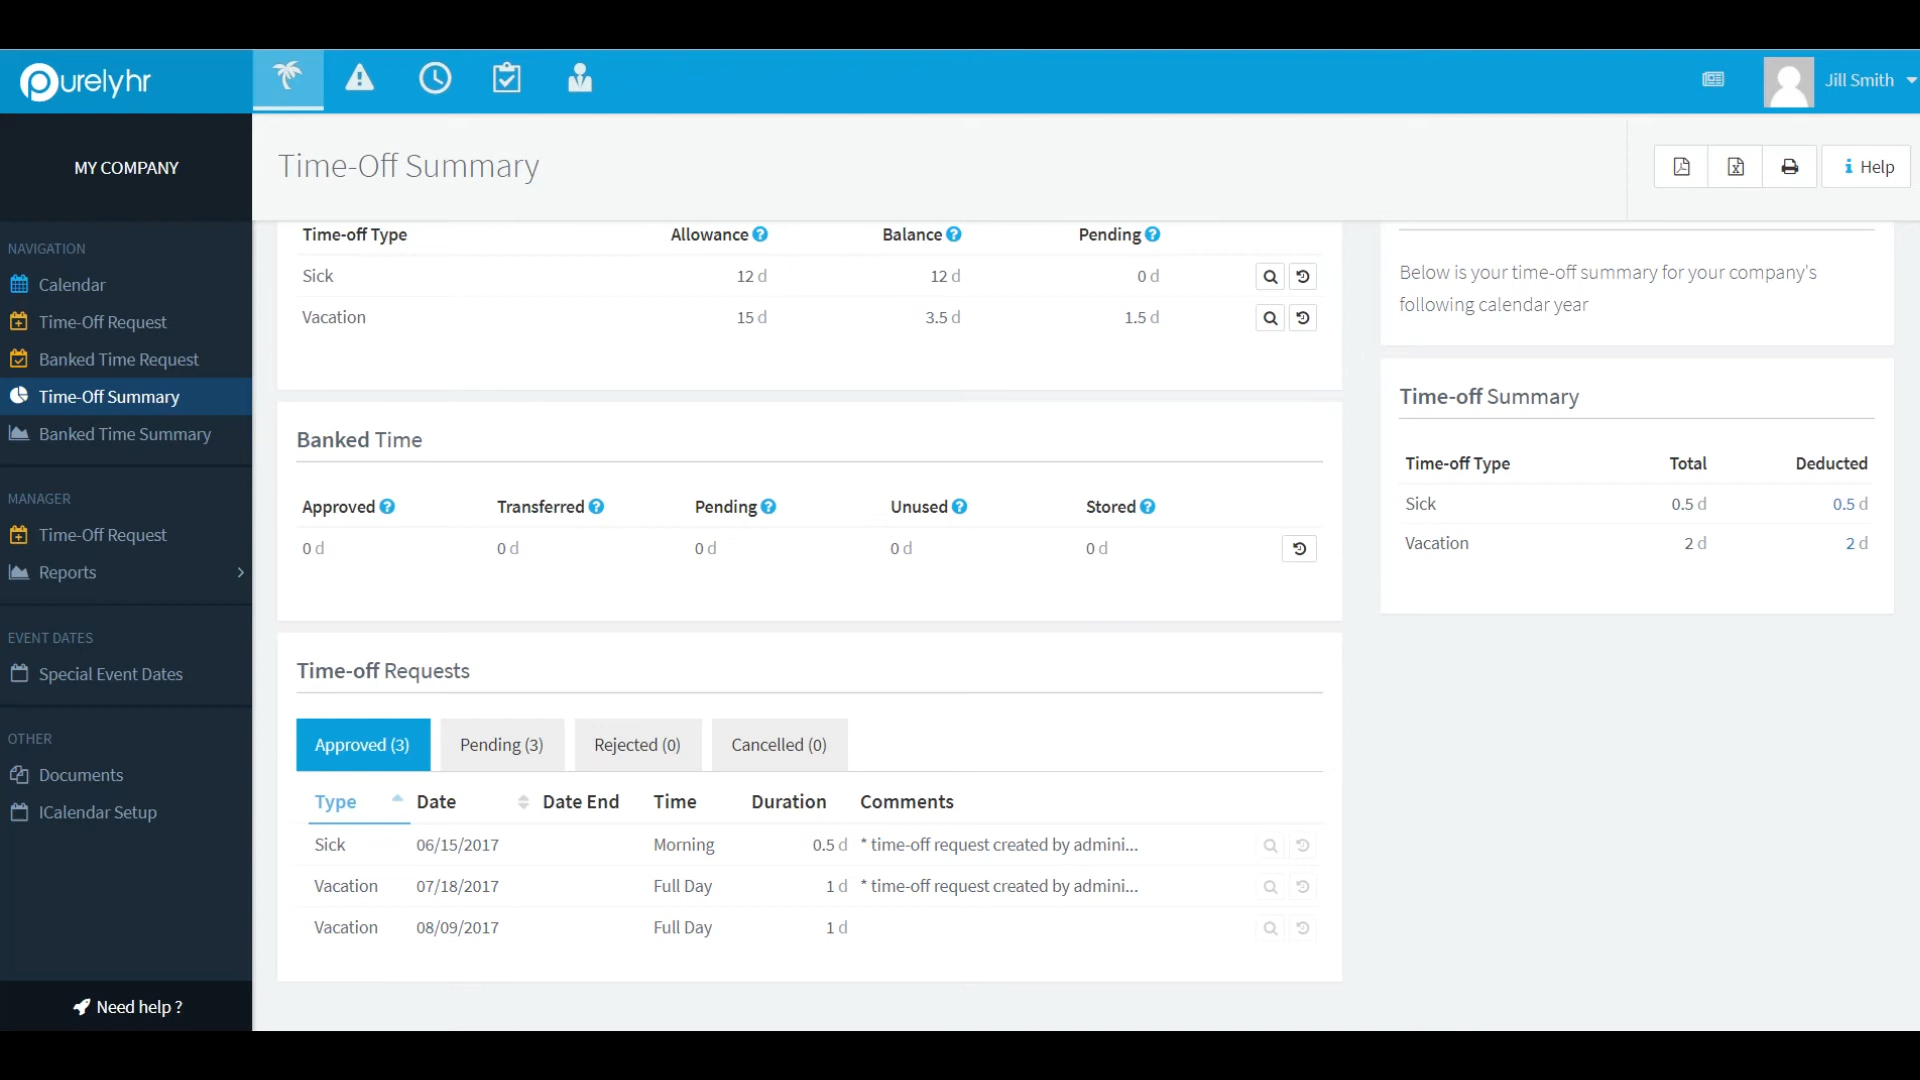 purelyhr
Jill Smith
MY COMPANY
Time-Off Summary
Help
NAVIGATION
Calendar
Time-Off Request
Banked Time Request
Time-Off Summary
Banked Time Summary
MANAGER
Time-Off Request
Reports
EVENT DATES
Special Event Dates
OTHER
Documents
ICalendar Setup
Need help ?
Time-off Type Allowance Balance Pending
Sick 12 d 12 d 0 d
Vacation 15 d 3.5 d 1.5 d
Banked Time
Approved Transferred Pending Unused Stored
0 d 0 d 0 d 0 d 0 d
Time-off Requests
Approved (3) Pending (3) Rejected (0) Cancelled (0)
Type Date Date End Time Duration Comments
Sick 06/15/2017 Morning 0.5 d * time-off request created by admini...
Vacation 07/18/2017 Full Day 1 d * time-off request created by admini...
Vacation 08/09/2017 Full Day 1 d
Below is your time-off summary for your company's
following calendar year
Time-off Summary
Time-off Type Total Deducted
Sick 0.5 d 0.5 d
Vacation 2 d 2 d